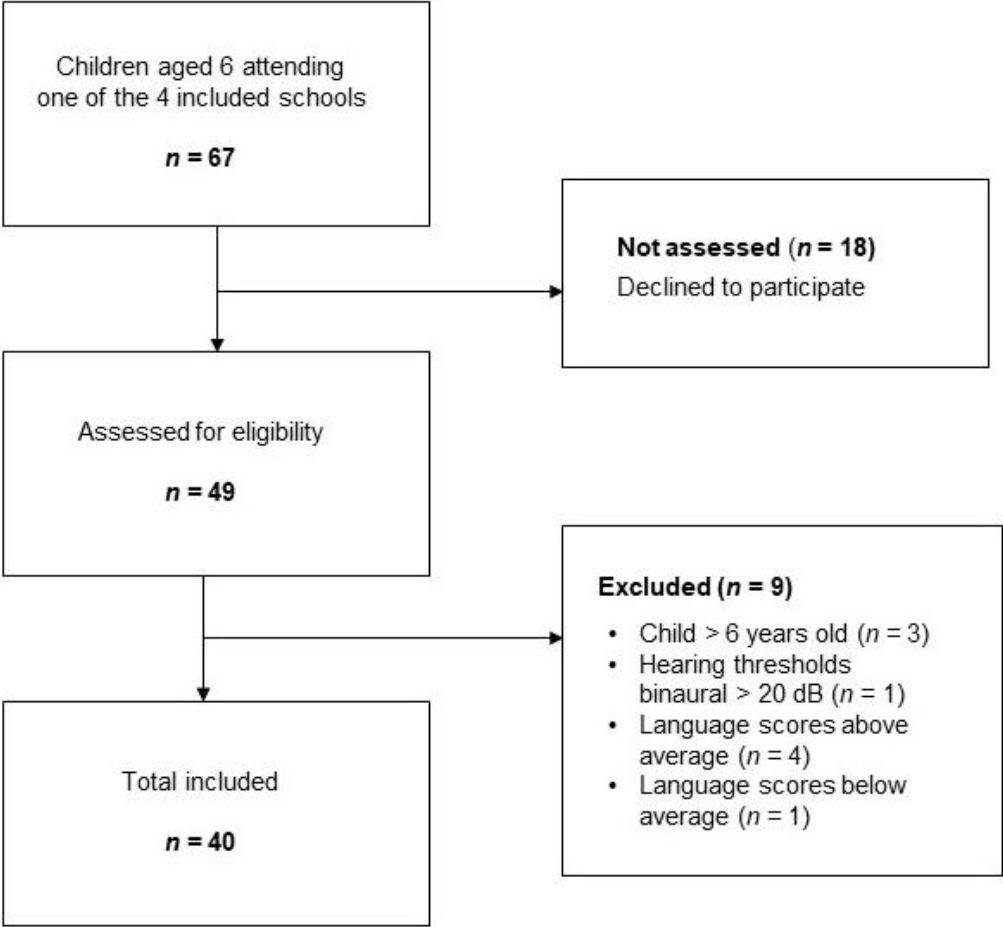 Children aged 6 attending
one of the 4 included schools
n = 67
Not assessed (n = 18)
Declined to participate
Assessed for eligibility
n = 49
Excluded (n = 9)
• Child > 6 years old (n = 3)
• Hearing thresholds
binaural > 20 dB (n = 1)
• Language scores above
average (n = 4)
• Language scores below
average (n = 1)
Total included
n = 40